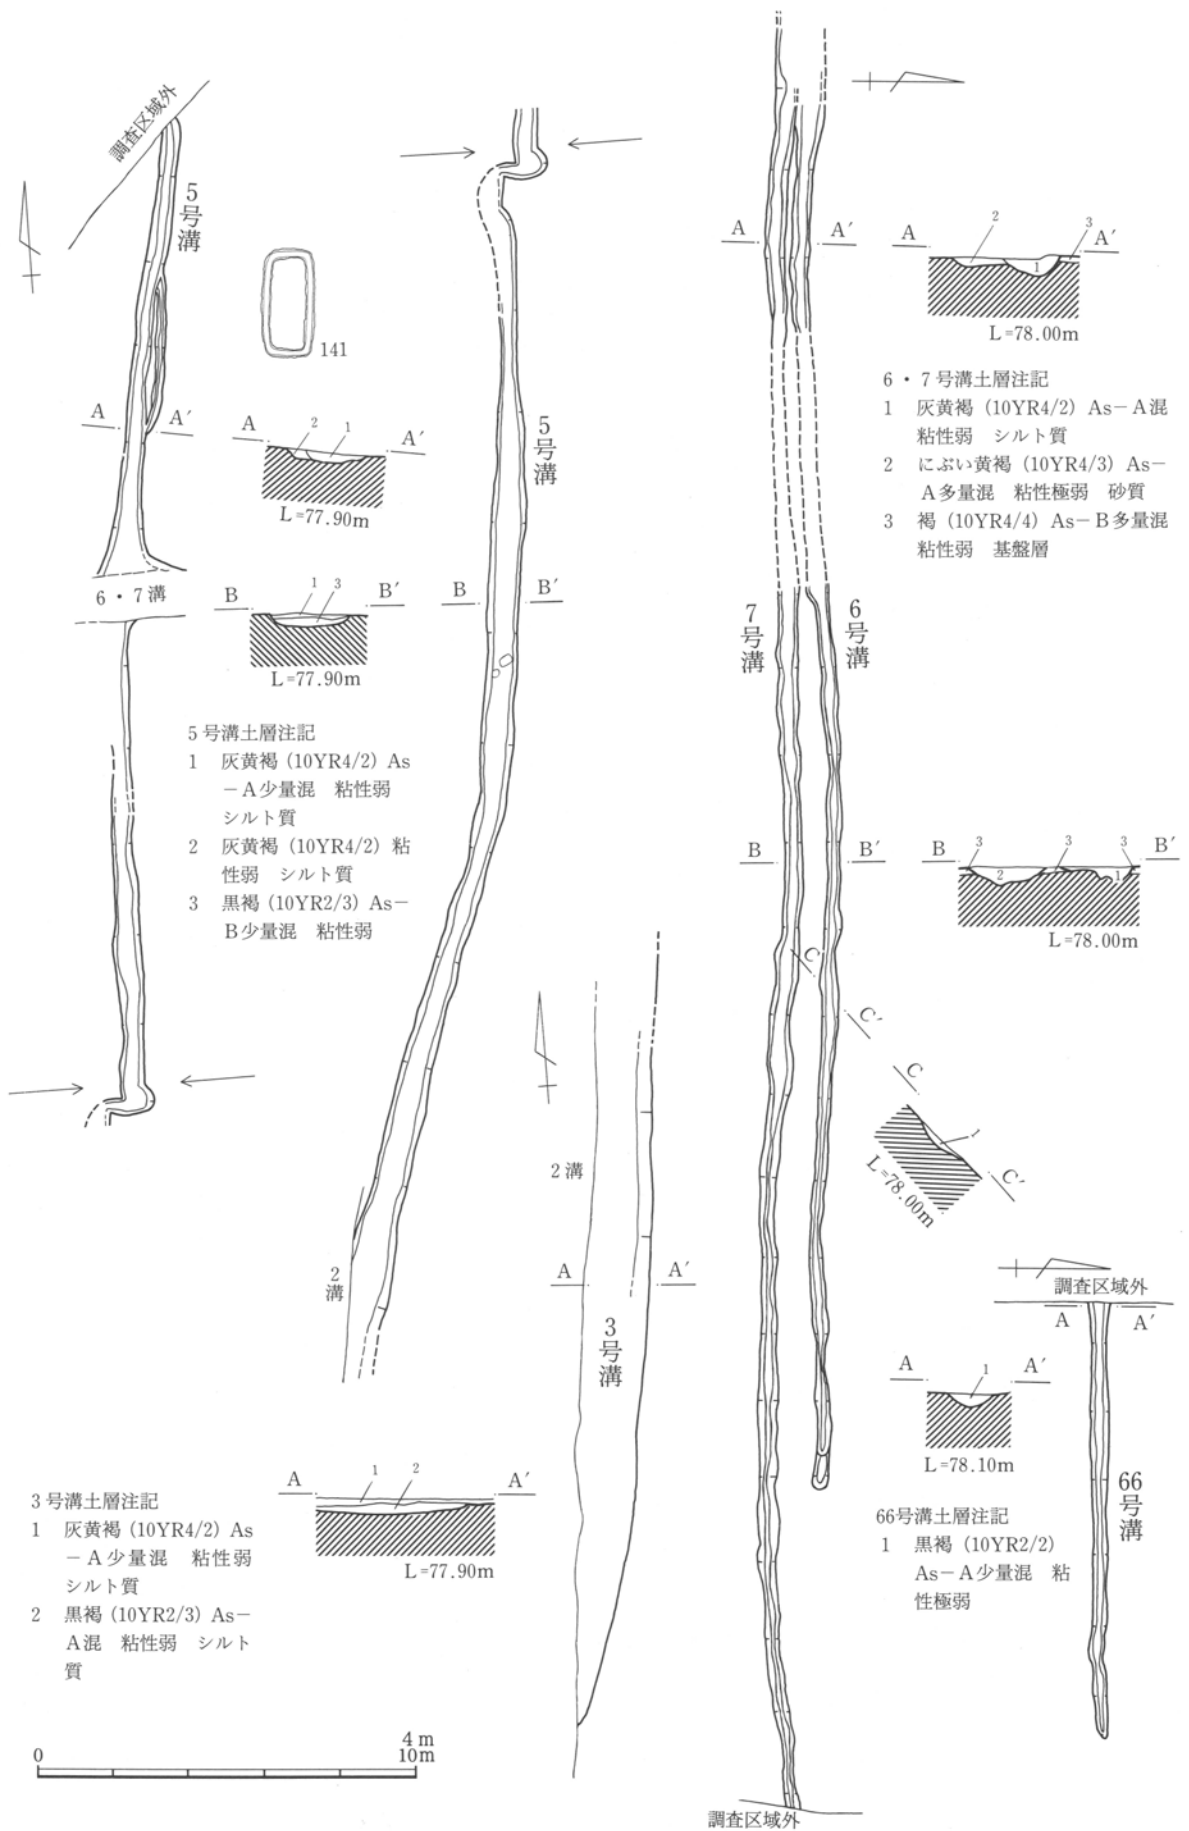 調査区域外
5号溝
141
A
A′
A
2
1
A′
L=77.90m
6・7溝
B
1
3
B′
L=77.90m
5号溝土層注記
1 灰黄褐(10YR4/2) As
-A少量混 粘性弱
シルト質
2 灰黄褐(10YR4/2) 粘
性弱 シルト質
3 黒褐(10YR2/3) As-
B少量混 粘性弱
5号溝
B
B′
2溝
2溝
A
A′
3号溝
3号溝土層注記
1 灰黄褐(10YR4/2) As
-A少量混 粘性弱
シルト質
2 黒褐(10YR2/3) As-
A混 粘性弱 シルト
質
A
1
2
A′
L=77.90m
0
4m
10m
A
A′
A
2
1
3
A′
L=78.00m
6・7号溝土層注記
1 灰黄褐(10YR4/2) As-A混
粘性弱 シルト質
2 にぶい黄褐(10YR4/3) As-
A多量混 粘性極弱 砂質
3 褐(10YR4/4) As-B多量混
粘性弱 基盤層
7号溝
6号溝
B
B′
B
3
3
3
B′
2
1
L=78.00m
C
C′
C
1
C′
L=78.00m
調査区域外
A
A′
A
1
A′
L=78.10m
66号溝
66号溝土層注記
1 黒褐(10YR2/2)
As-A少量混 粘
性極弱
調査区域外